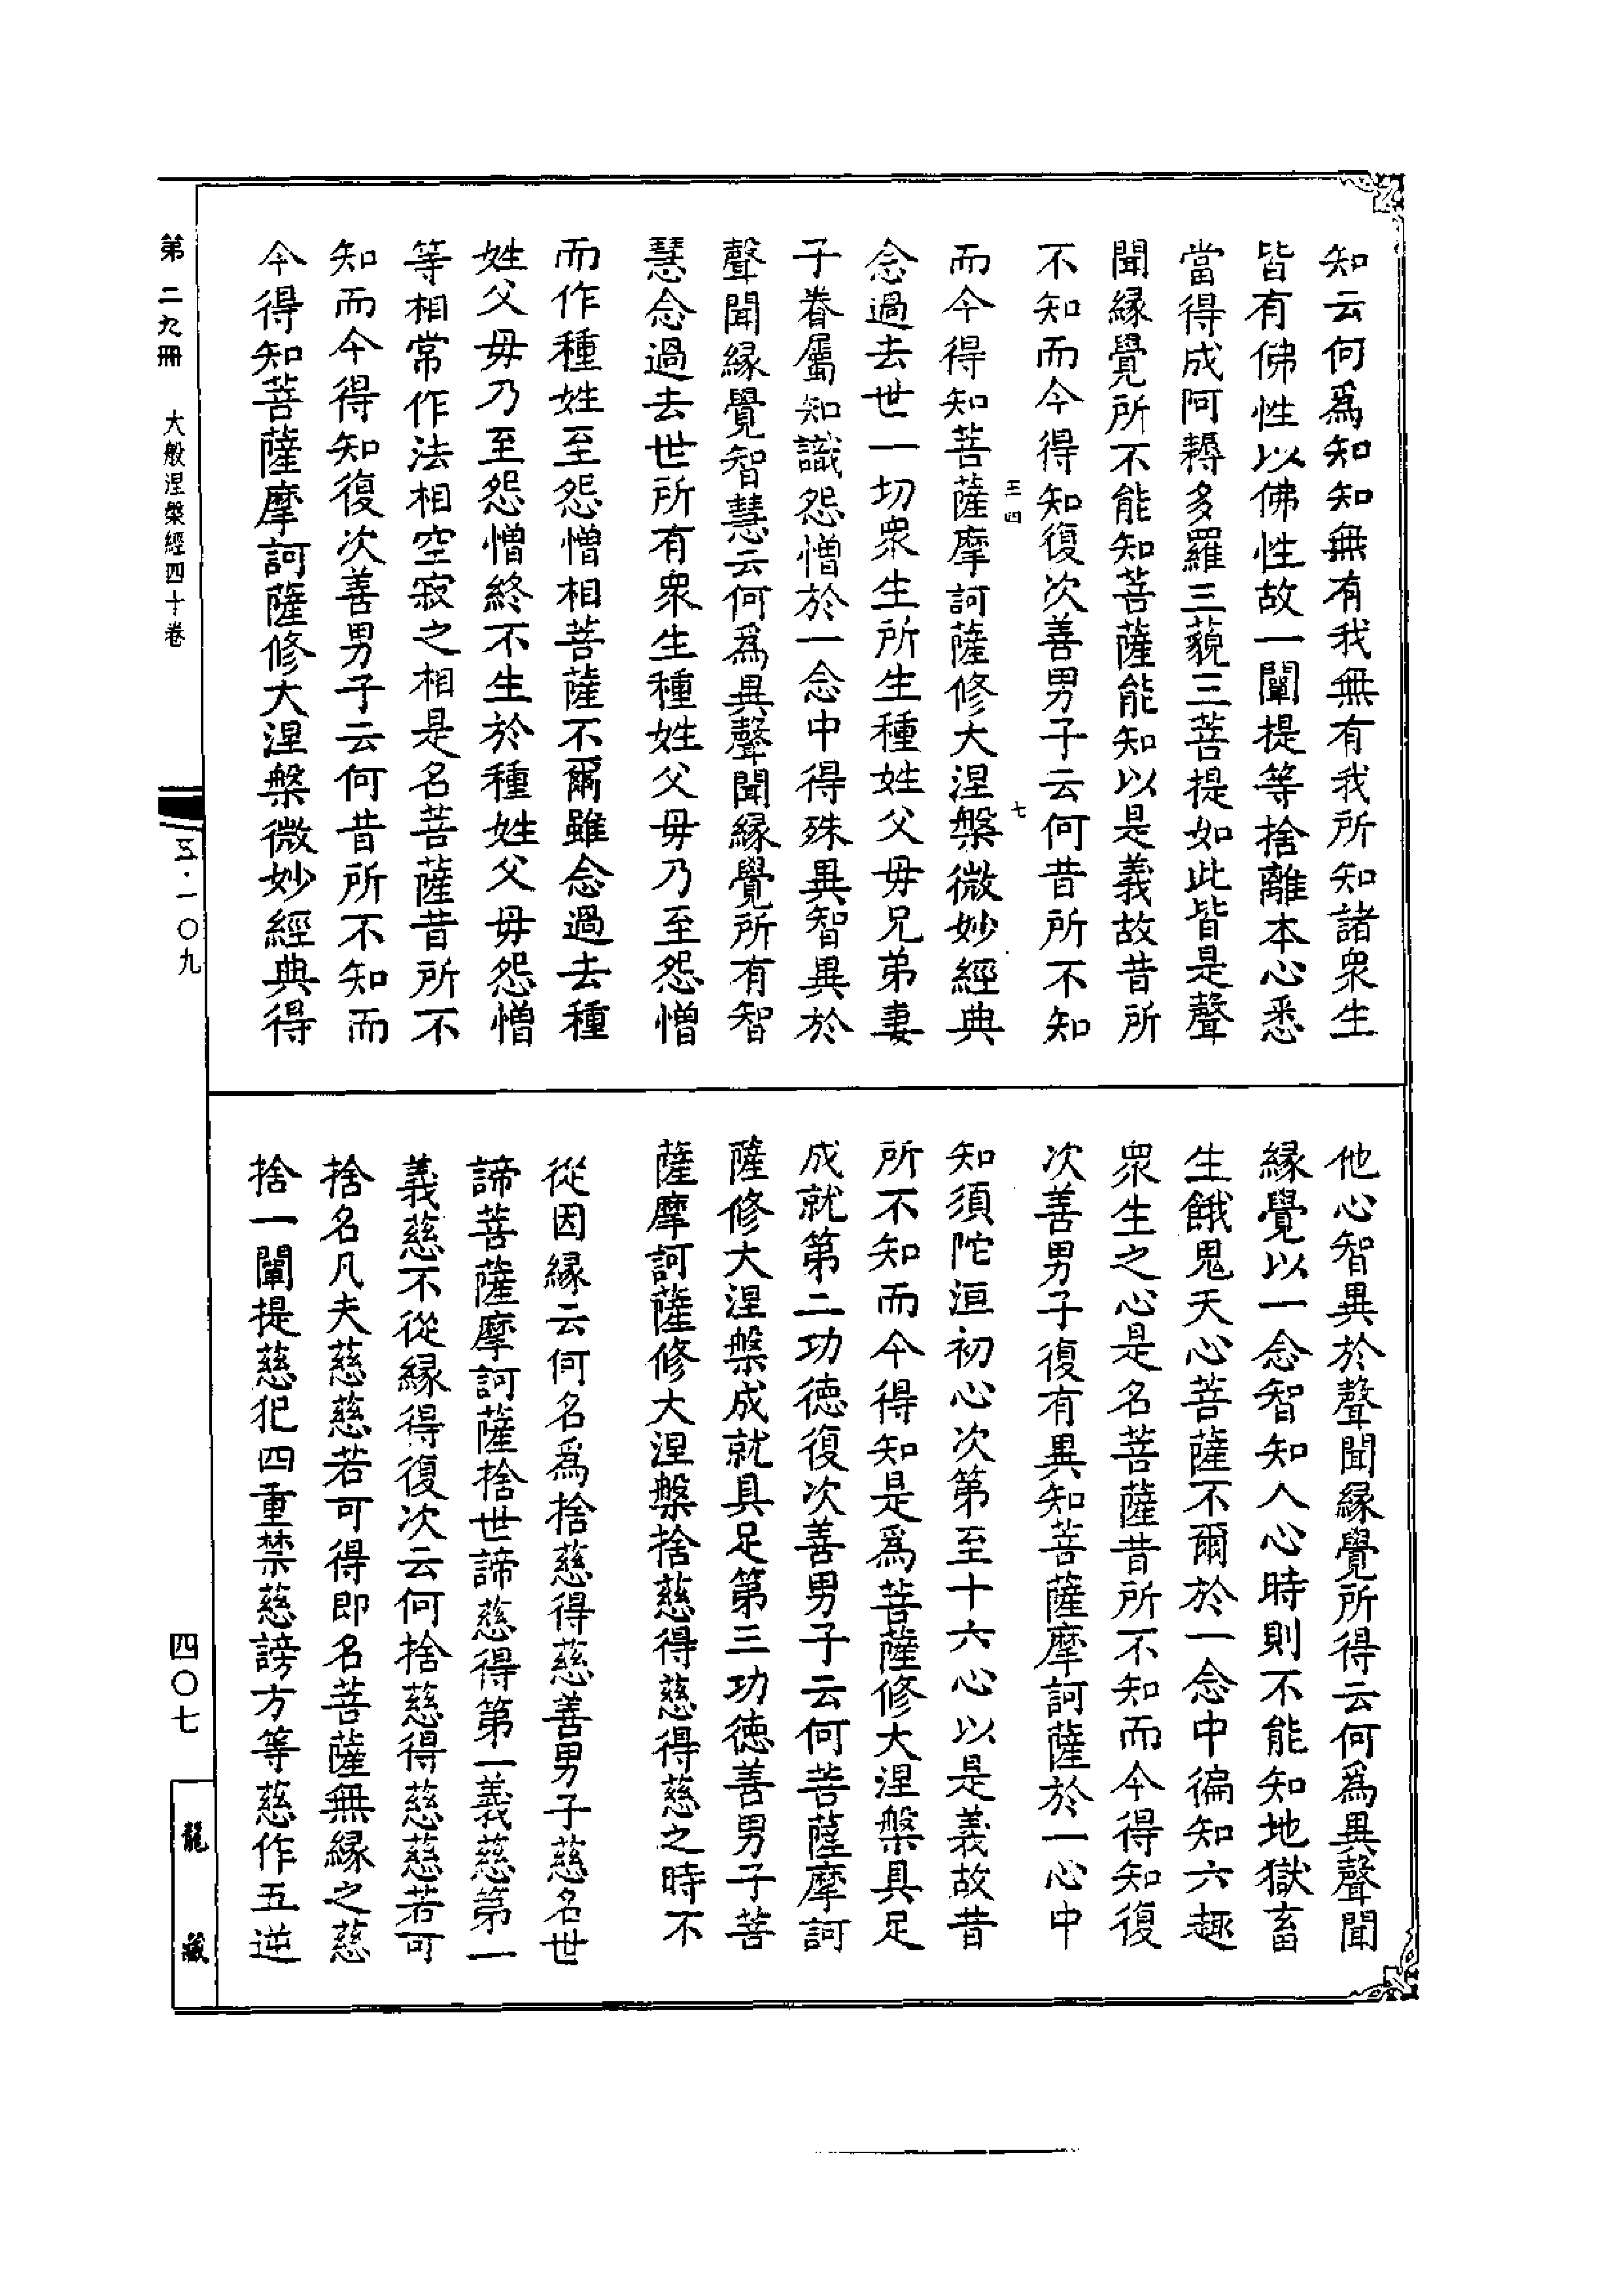 知云何爲知知無有我無有我所知諸衆生
皆有佛性以佛性故一闡提等捨離本心悉
當得成阿耨多羅三藐三菩提如此皆是聲
聞緣覺所不能知菩薩能知以是義故昔所
不知而今得知復次善男子云何昔所不知
三四
七
而今得知菩薩摩訶薩修大涅槃微妙經典
念過去世一切衆生所生種姓父母兄弟妻
子眷屬知識怨憎於一念中得殊異智異於
聲聞緣覺智慧云何爲異聲聞緣覺所有智
慧念過去世所有衆生種姓父母乃至怨憎
而作種姓至怨憎相菩薩不爾雖念過去種
姓父母乃至怨憎終不生於種姓父母怨憎
等相常作法相空寂之相是名菩薩昔所不
知而今得知復次善男子云何昔所不知而
今得知菩薩摩訶薩修大涅槃微妙經典得
他心智異於聲聞緣覺所得云何爲異聲聞
緣覺以一念智知人心時則不能知地獄畜
生餓鬼天心菩薩不爾於一念中徧知六趣
衆生之心是名菩薩昔所不知而今得知復
次善男子復有異知菩薩摩訶薩於一心中
知須陀洹初心次第至十六心以是義故昔
所不知而今得知是爲菩薩修大涅槃具足
成就第二功德復次善男子云何菩薩摩訶
薩修大涅槃成就具足第三功德善男子菩
薩摩訶薩修大涅槃捨慈得慈得慈之時不
從因緣云何名爲捨慈得慈善男子慈名世
諦菩薩摩訶薩捨世諦慈得第一義慈第一
義慈不從緣得復次云何捨慈得慈慈若可
捨名凡夫慈慈若可得即名菩薩無緣之慈
捨一闡提慈犯四重禁慈謗方等慈作五逆
第二九冊 大般涅槃經四十卷
五·一〇九
四〇七
龍藏